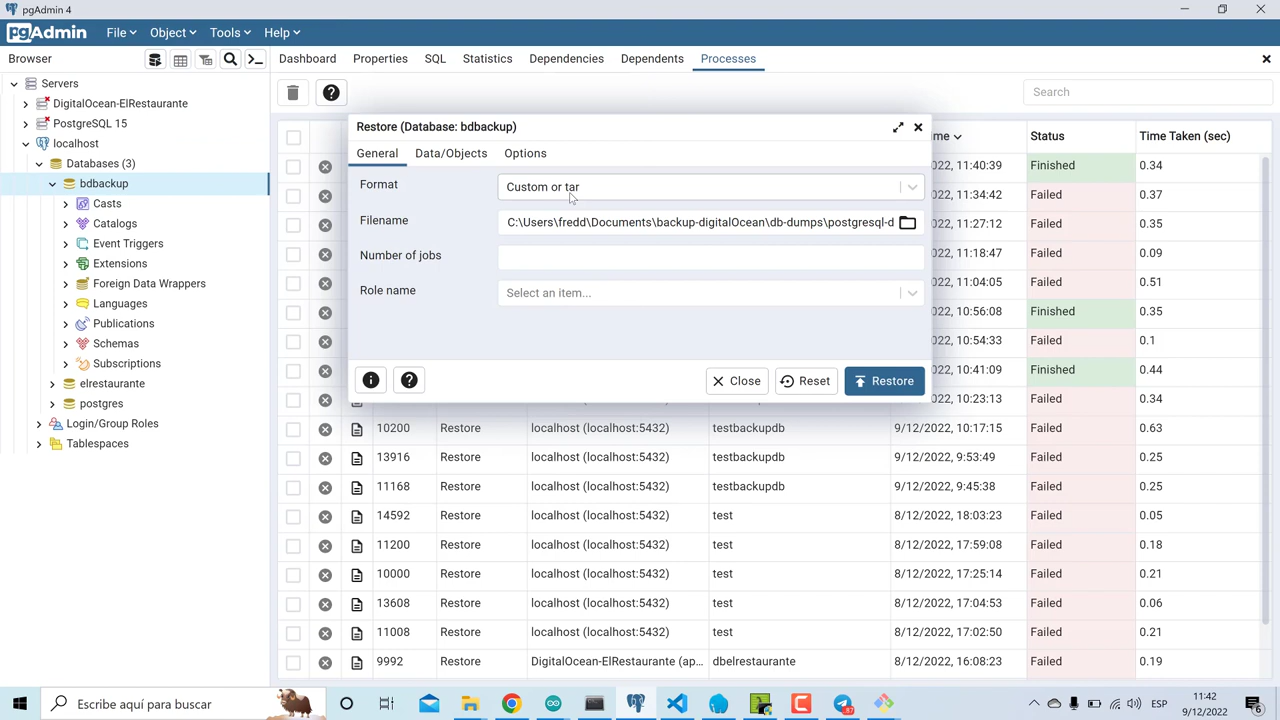 pgAdmin 4
pgAdmin File Object Tools Help
Browser
Dashboard Properties SQL Statistics Dependencies Dependents Processes
Servers
DigitalOcean-ElRestaurante
PostgreSQL 15
localhost
Databases (3)
bdbackup
Casts
Catalogs
Event Triggers
Extensions
Foreign Data Wrappers
Languages
Publications
Schemas
Subscriptions
elrestaurante
postgres
Login/Group Roles
Tablespaces
Search
Restore (Database: bdbackup)
General Data/Objects Options
Format Custom or tar
Filename C:\Users\fredd\Documents\backup-digitalOcean\db-dumps\postgresql-d
Number of jobs
Role name Select an item...
Close Reset Restore
Status Time Taken (sec)
2022, 11:40:39 Finished 0.34
2022, 11:34:42 Failed 0.37
2022, 11:27:12 Failed 0.35
2022, 11:18:47 Failed 0.09
2022, 11:04:05 Failed 0.51
2022, 10:56:08 Finished 0.35
2022, 10:54:33 Failed 0.1
2022, 10:41:09 Finished 0.44
2022, 10:23:13 Failed 0.34
10200 Restore localhost (localhost:5432) testbackupdb 9/12/2022, 10:17:15 Failed 0.63
13916 Restore localhost (localhost:5432) testbackupdb 9/12/2022, 9:53:49 Failed 0.25
11168 Restore localhost (localhost:5432) testbackupdb 9/12/2022, 9:45:38 Failed 0.25
14592 Restore localhost (localhost:5432) test 8/12/2022, 18:03:23 Failed 0.05
11200 Restore localhost (localhost:5432) test 8/12/2022, 17:59:08 Failed 0.18
10000 Restore localhost (localhost:5432) test 8/12/2022, 17:25:14 Failed 0.21
13608 Restore localhost (localhost:5432) test 8/12/2022, 17:04:53 Failed 0.06
11008 Restore localhost (localhost:5432) test 8/12/2022, 17:02:50 Failed 0.21
9992 Restore DigitalOcean-ElRestaurante (ap... dbelrestaurante 8/12/2022, 16:08:23 Failed 0.19
Escribe aquí para buscar
ESP
11:42
9/12/2022
6